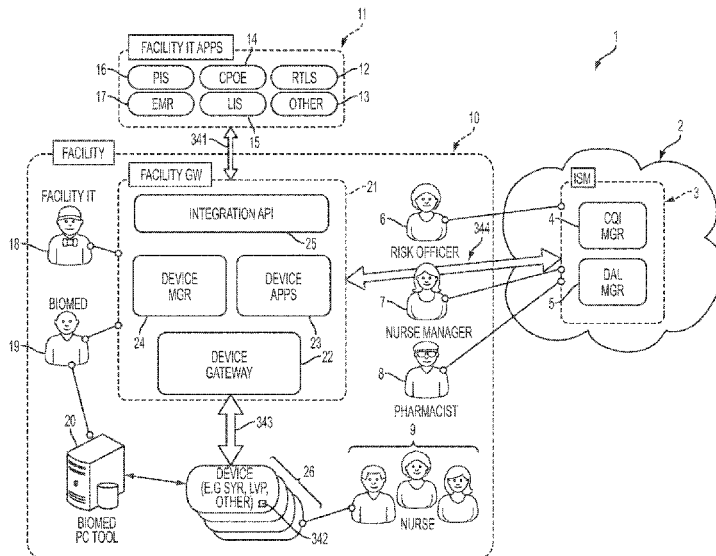 FACILITY IT APPS
14
11
16
PIS
CPOE
RTLS
12
17
EMR
LIS
OTHER
13
15
341
1
2
FACILITY
10
FACILITY GW
21
FACILITY IT
18
INTEGRATION API
25
DEVICE
MGR
24
DEVICE
APPS
23
BIOMED
19
DEVICE
GATEWAY
22
6
RISK OFFICER
344
7
NURSE MANAGER
8
PHARMACIST
ISM
3
4
CQI
MGR
5
DAL
MGR
343
20
BIOMED
PC TOOL
DEVICE
(E.G SYR, LVP,
OTHER)
26
342
9
NURSE